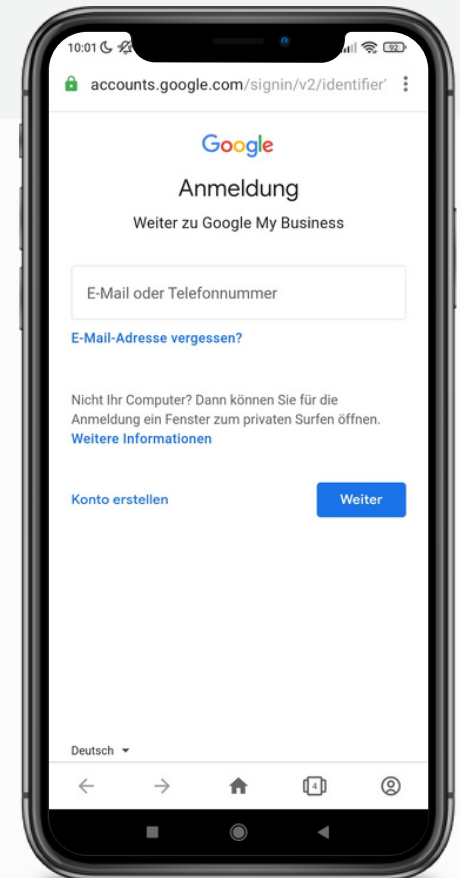 10:01
92
accounts.google.com/signin/v2/identifier
Google
Anmeldung
Weiter zu Google My Business
E-Mail oder Telefonnummer
E-Mail-Adresse vergessen?
Nicht Ihr Computer? Dann können Sie für die
Anmeldung ein Fenster zum privaten Surfen öffnen.
Weitere Informationen
Konto erstellen
Weiter
Deutsch
4